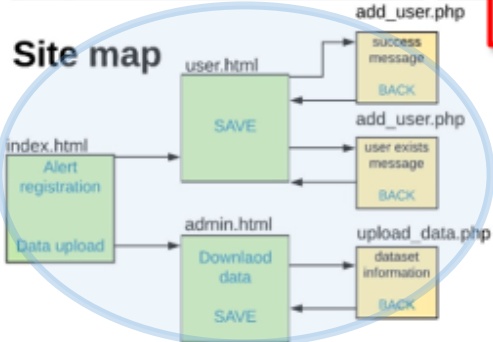 Site map
index.html
Alert
registration
Data upload
user.html
SAVE
add_user.php
success
message
BACK
add_user.php
user exists
message
BACK
admin.html
Downlaod
data
SAVE
upload_data.php
dataset
information
BACK